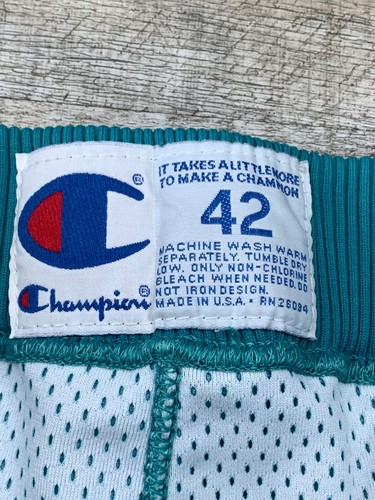 C®
Champion®
IT TAKES A LITTLE MORE
TO MAKE A CHAMPION
42
MACHINE WASH WARM
SEPARATELY. TUMBLE DRY
LOW. ONLY NON-CHLORINE
BLEACH WHEN NEEDED. DO
NOT IRON DESIGN.
MADE IN U.S.A. • RN 26094